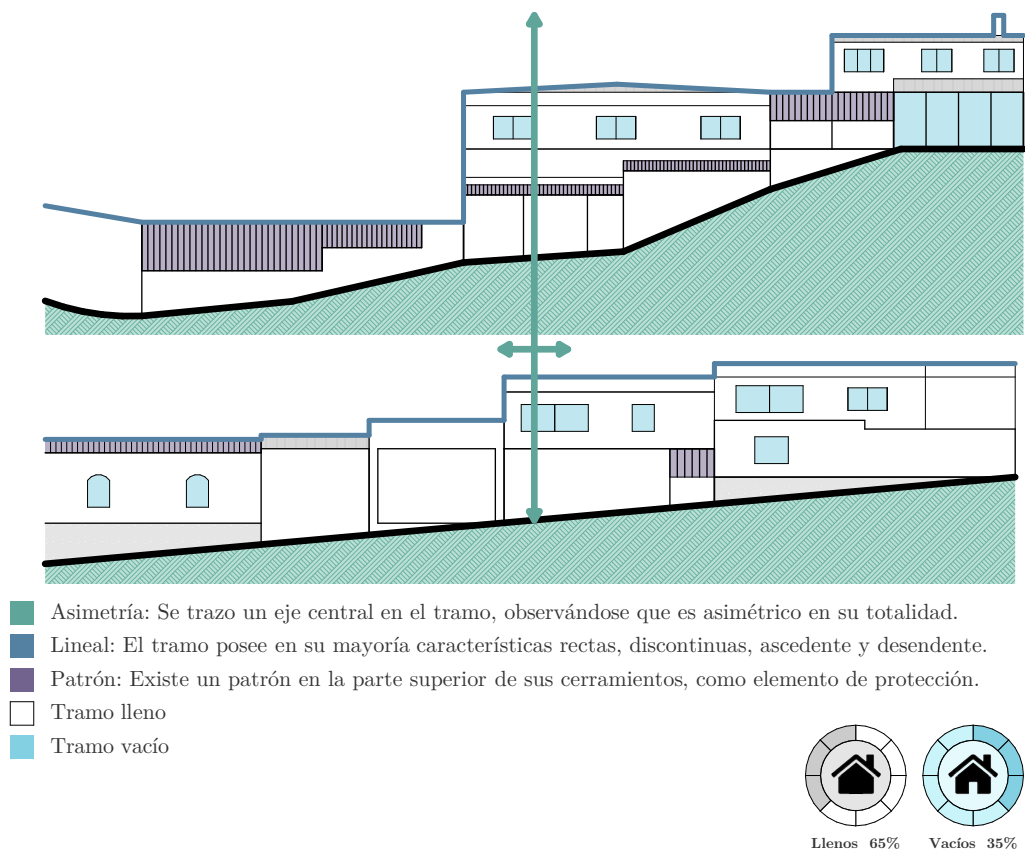 Asimetría: Se trazo un eje central en el tramo, observándose que es asimétrico en su totalidad.
Lineal: El tramo posee en su mayoría características rectas, discontinuas, ascedente y desendente.
Patrón: Existe un patrón en la parte superior de sus cerramientos, como elemento de protección.
Tramo lleno
Tramo vacío
Llenos 65% Vacíos 35%